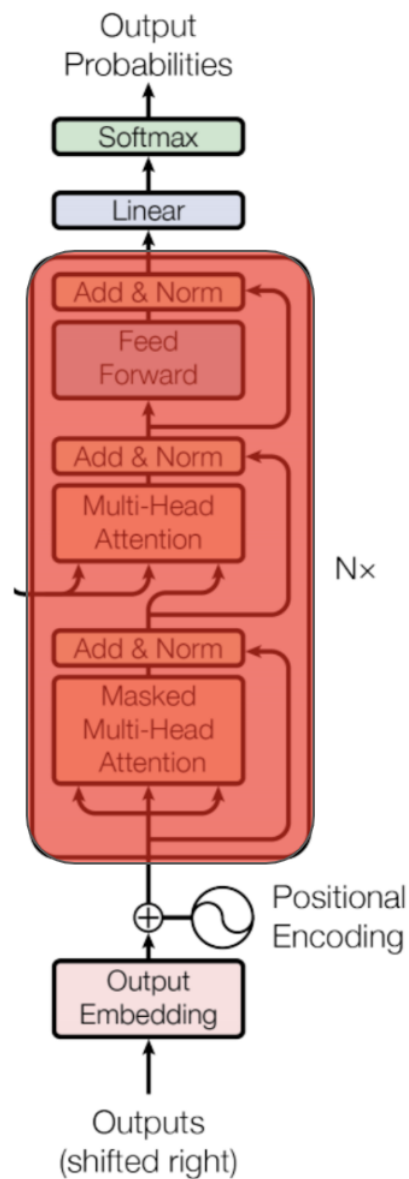 Output
Probabilities
Softmax
Linear
Add & Norm
Feed
Forward
Add & Norm
Multi-Head
Attention
N×
Add & Norm
Masked
Multi-Head
Attention
Positional
Encoding
Output
Embedding
Outputs
(shifted right)